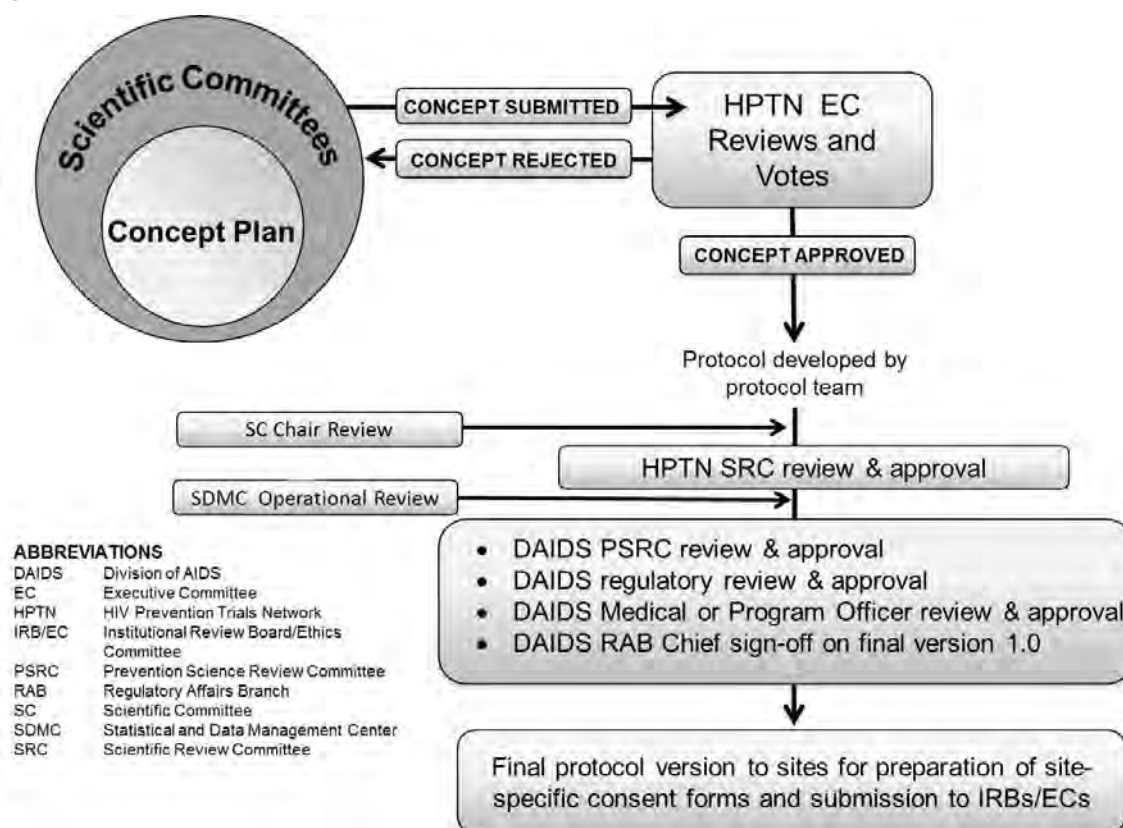 Scientific Committees
Concept Plan
CONCEPT SUBMITTED
CONCEPT REJECTED
HPTN EC
Reviews and
Votes
CONCEPT APPROVED
Protocol developed by
protocol team
SC Chair Review
HPTN SRC review & approval
SDMC Operational Review
• DAIDS PSRC review & approval
• DAIDS regulatory review & approval
• DAIDS Medical or Program Officer review & approval
• DAIDS RAB Chief sign-off on final version 1.0
ABBREVIATIONS
DAIDS Division of AIDS
EC Executive Committee
HPTN HIV Prevention Trials Network
IRB/EC Institutional Review Board/Ethics
Committee
PSRC Prevention Science Review Committee
RAB Regulatory Affairs Branch
SC Scientific Committee
SDMC Statistical and Data Management Center
SRC Scientific Review Committee
Final protocol version to sites for preparation of site-
specific consent forms and submission to IRBs/ECs